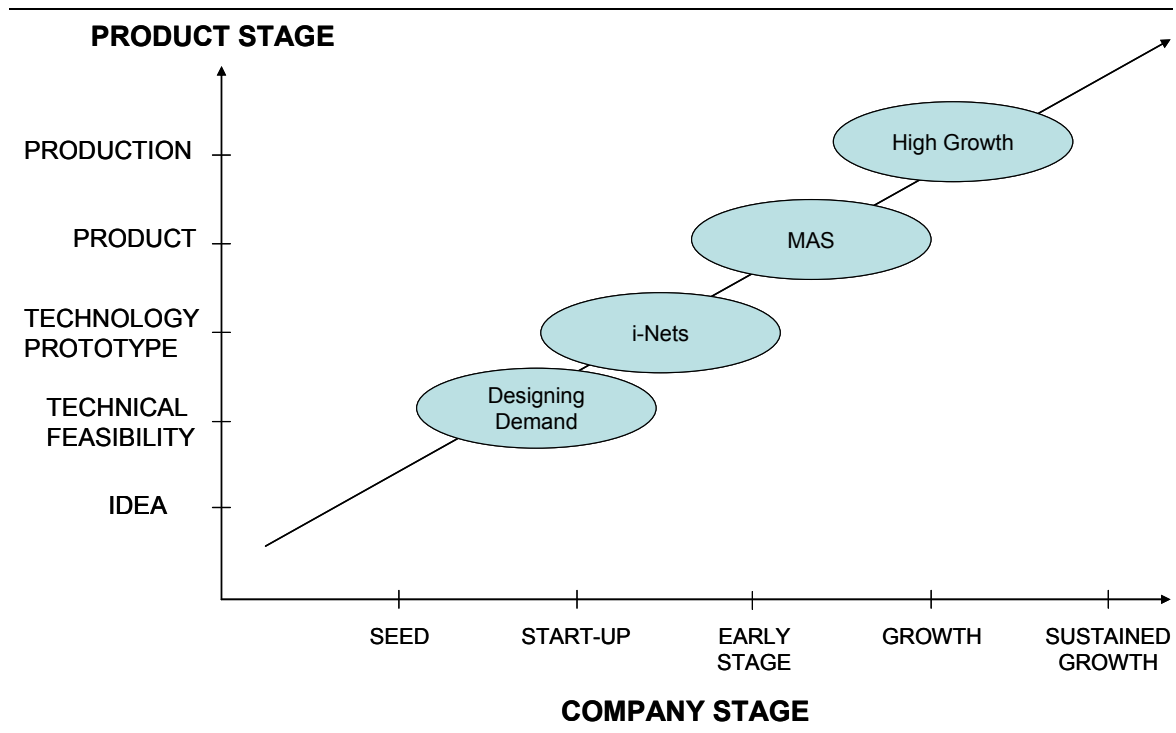 PRODUCT STAGE
PRODUCTION
High Growth
PRODUCT
MAS
TECHNOLOGY
PROTOTYPE
i-Nets
TECHNICAL
FEASIBILITY
Designing
Demand
IDEA
SEED
START-UP
EARLY
STAGE
GROWTH
SUSTAINED
GROWTH
COMPANY STAGE